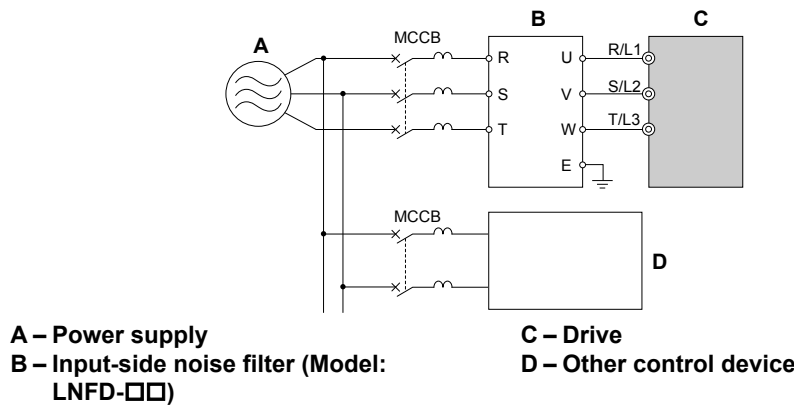 A
B
C
MCCB
R
U
R/L1
S
V
S/L2
T
W
T/L3
E
MCCB
D
A – Power supply
B – Input-side noise filter (Model:
LNFD-□□)
C – Drive
D – Other control device